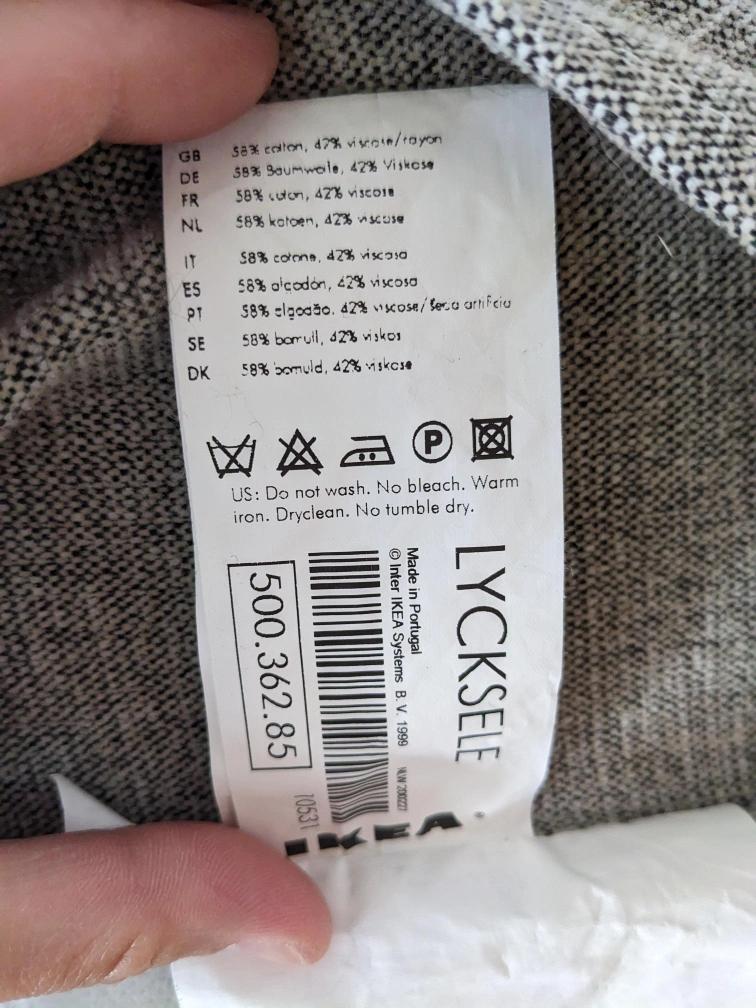 GB 58% cotton, 42% viscose/rayon
DE 58% Baumwolle, 42% Viskose
FR 58% coton, 42% viscose
NL 58% katoen, 42% viscose
IT 58% cotone, 42% viscosa
ES 58% algodón, 42% viscosa
PT 58% algodão, 42% viscose/seda artificia
SE 58% bomull, 42% viskos
DK 58% bomuld, 42% viskose
P
US: Do not wash. No bleach. Warm
iron. Dryclean. No tumble dry.
LYCKSELE
Made in Portugal
© Inter IKEA Systems B.V. 1999
500.362.85
10531
IKEA